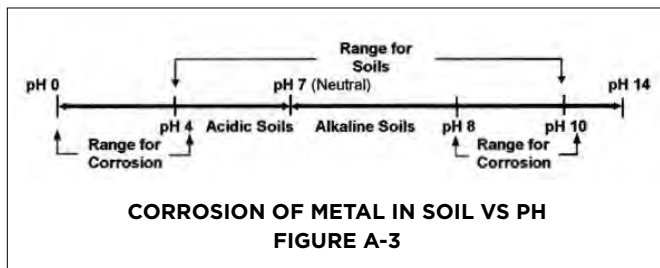 Range for
Soils
pH 0
pH 7 (Neutral)
pH 14
pH 4
Acidic Soils
Alkaline Soils
pH 8
pH 10
Range for
Corrosion
Range for
Corrosion
CORROSION OF METAL IN SOIL VS PH
FIGURE A-3